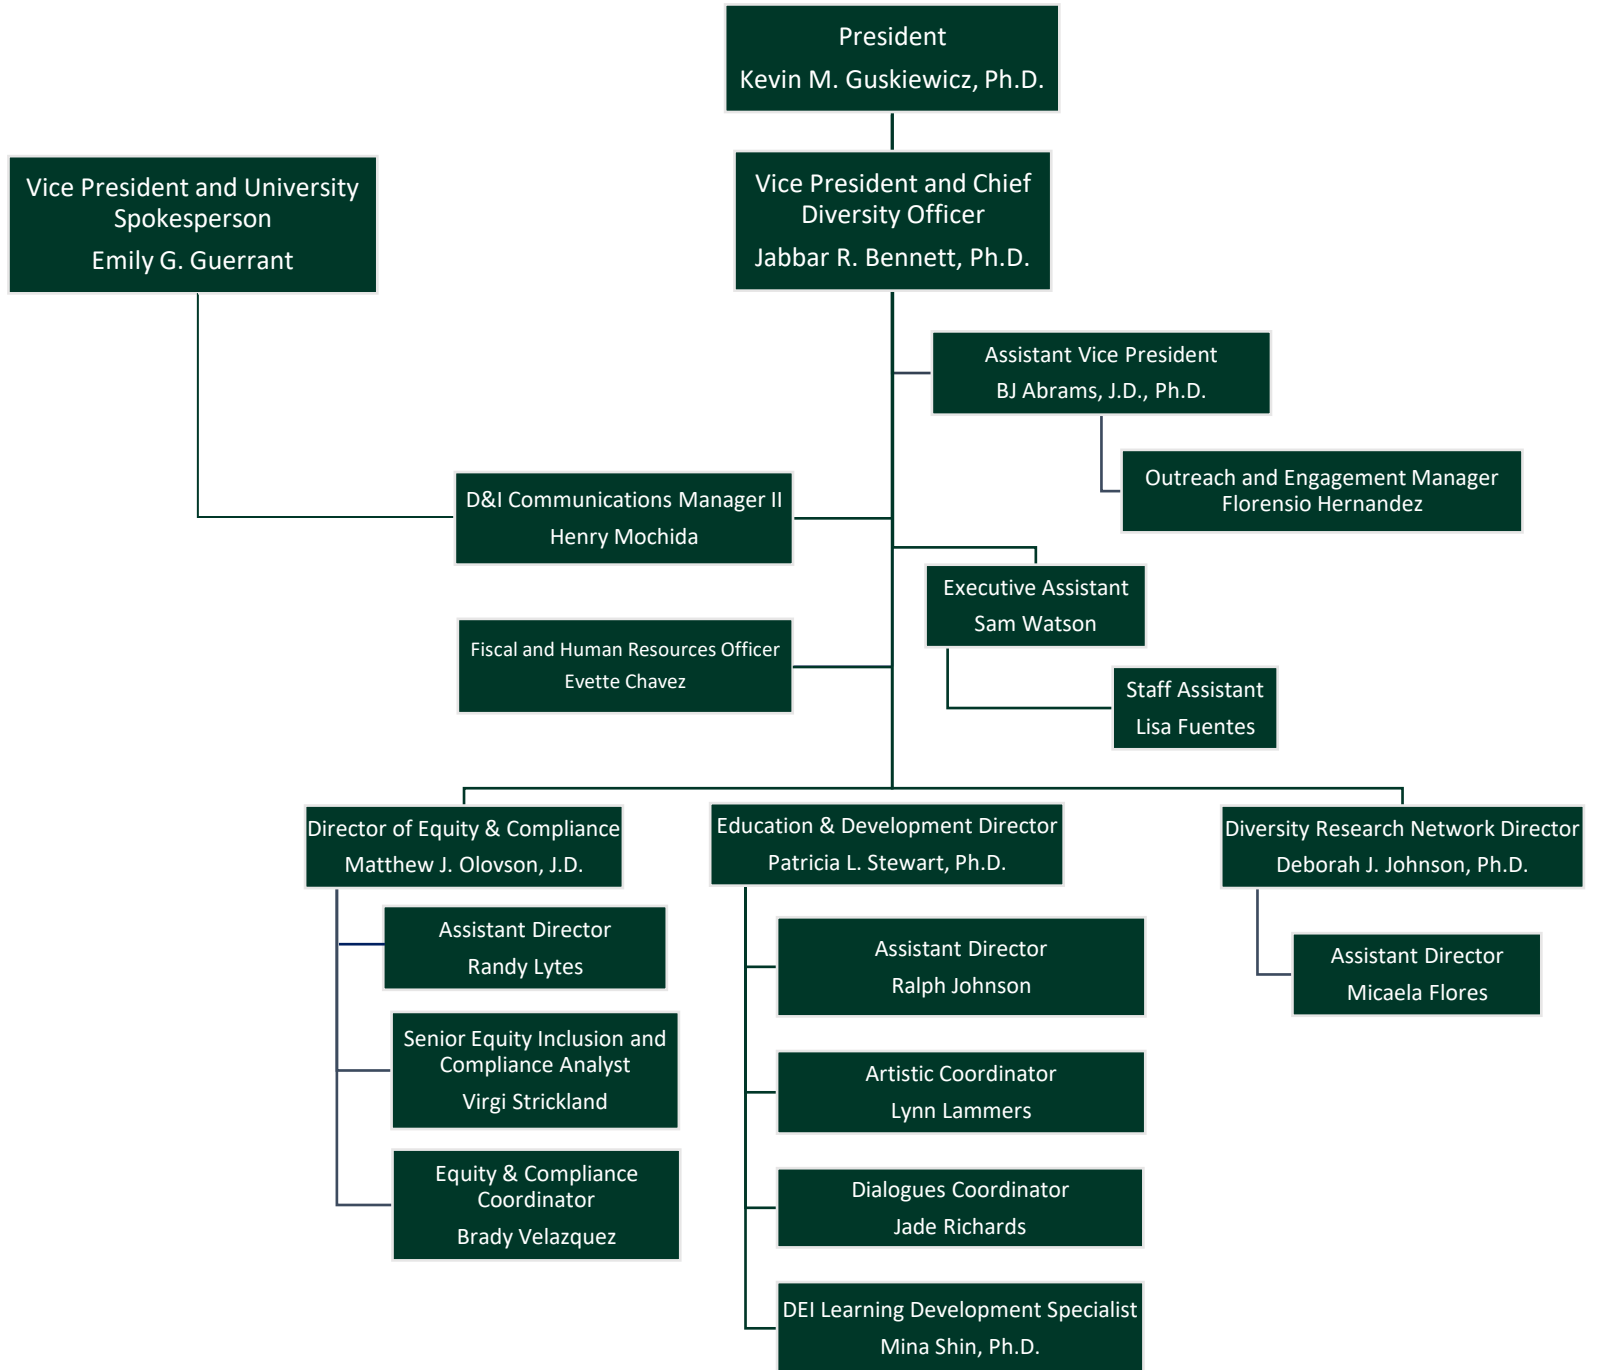 President
Kevin M. Guskiewicz, Ph.D.
Vice President and University
Spokesperson
Emily G. Guerrant
Vice President and Chief
Diversity Officer
Jabbar R. Bennett, Ph.D.
Assistant Vice President
BJ Abrams, J.D., Ph.D.
Outreach and Engagement Manager
Florensio Hernandez
D&I Communications Manager II
Henry Mochida
Executive Assistant
Sam Watson
Fiscal and Human Resources Officer
Evette Chavez
Staff Assistant
Lisa Fuentes
Director of Equity & Compliance
Matthew J. Olovson, J.D.
Assistant Director
Randy Lytes
Senior Equity Inclusion and
Compliance Analyst
Virgi Strickland
Equity & Compliance
Coordinator
Brady Velazquez
Education & Development Director
Patricia L. Stewart, Ph.D.
Assistant Director
Ralph Johnson
Artistic Coordinator
Lynn Lammers
Dialogues Coordinator
Jade Richards
DEI Learning Development Specialist
Mina Shin, Ph.D.
Diversity Research Network Director
Deborah J. Johnson, Ph.D.
Assistant Director
Micaela Flores